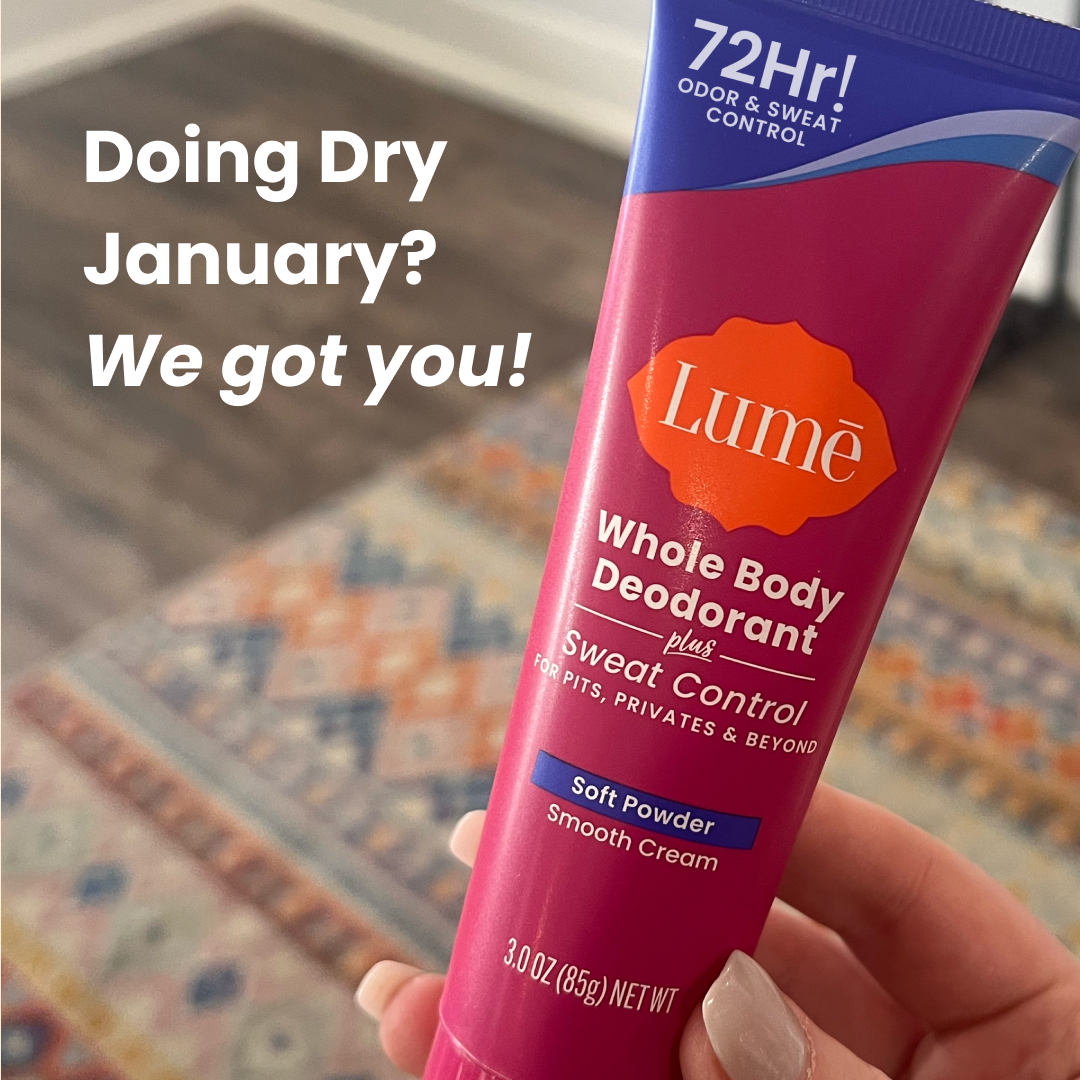 Doing Dry
January?
We got you!
72Hr!
ODOR & SWEAT
CONTROL
Lumē
Whole Body
Deodorant
plus
Sweat Control
FOR PITS, PRIVATES & BEYOND
Soft Powder
Smooth Cream
3.0 OZ (85g) NET WT